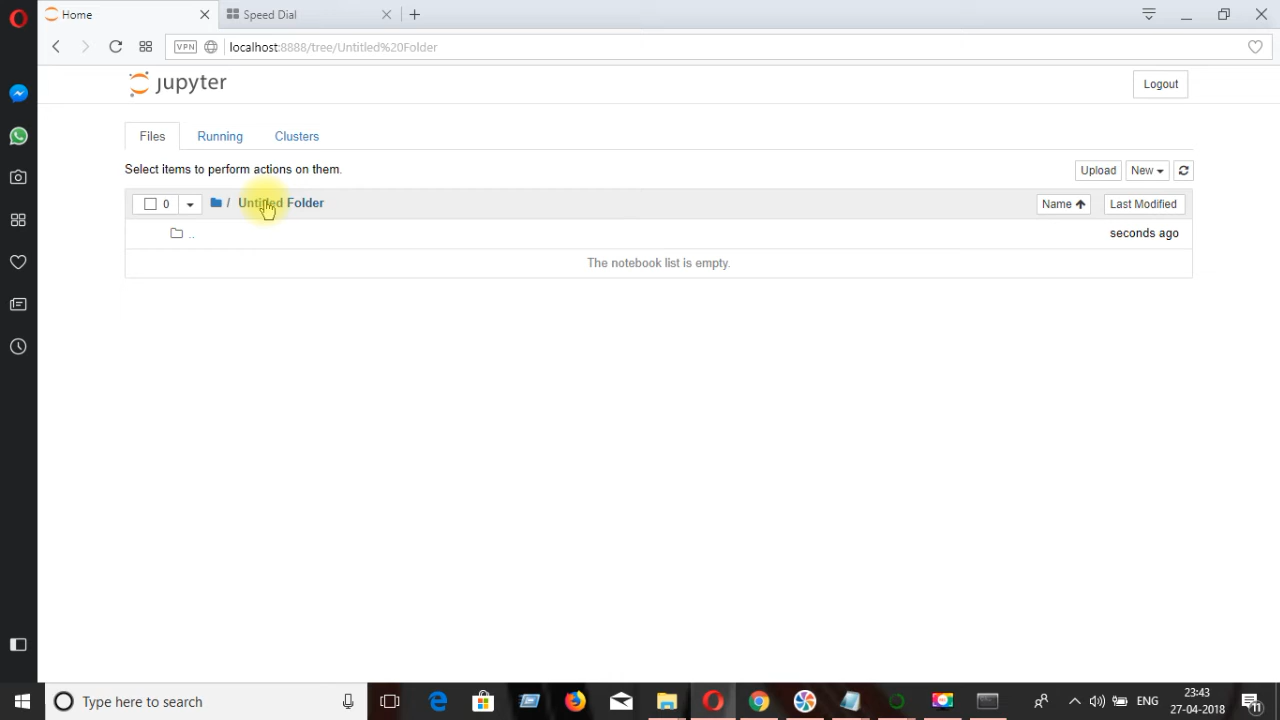 Home
Speed Dial
VPN
localhost:8888/tree/Untitled%20Folder
jupyter
Logout
Files
Running
Clusters
Select items to perform actions on them.
Upload
New
0
/
Untitled Folder
Name
Last Modified
..
seconds ago
The notebook list is empty.
Type here to search
ENG
23:43
27-04-2018
11